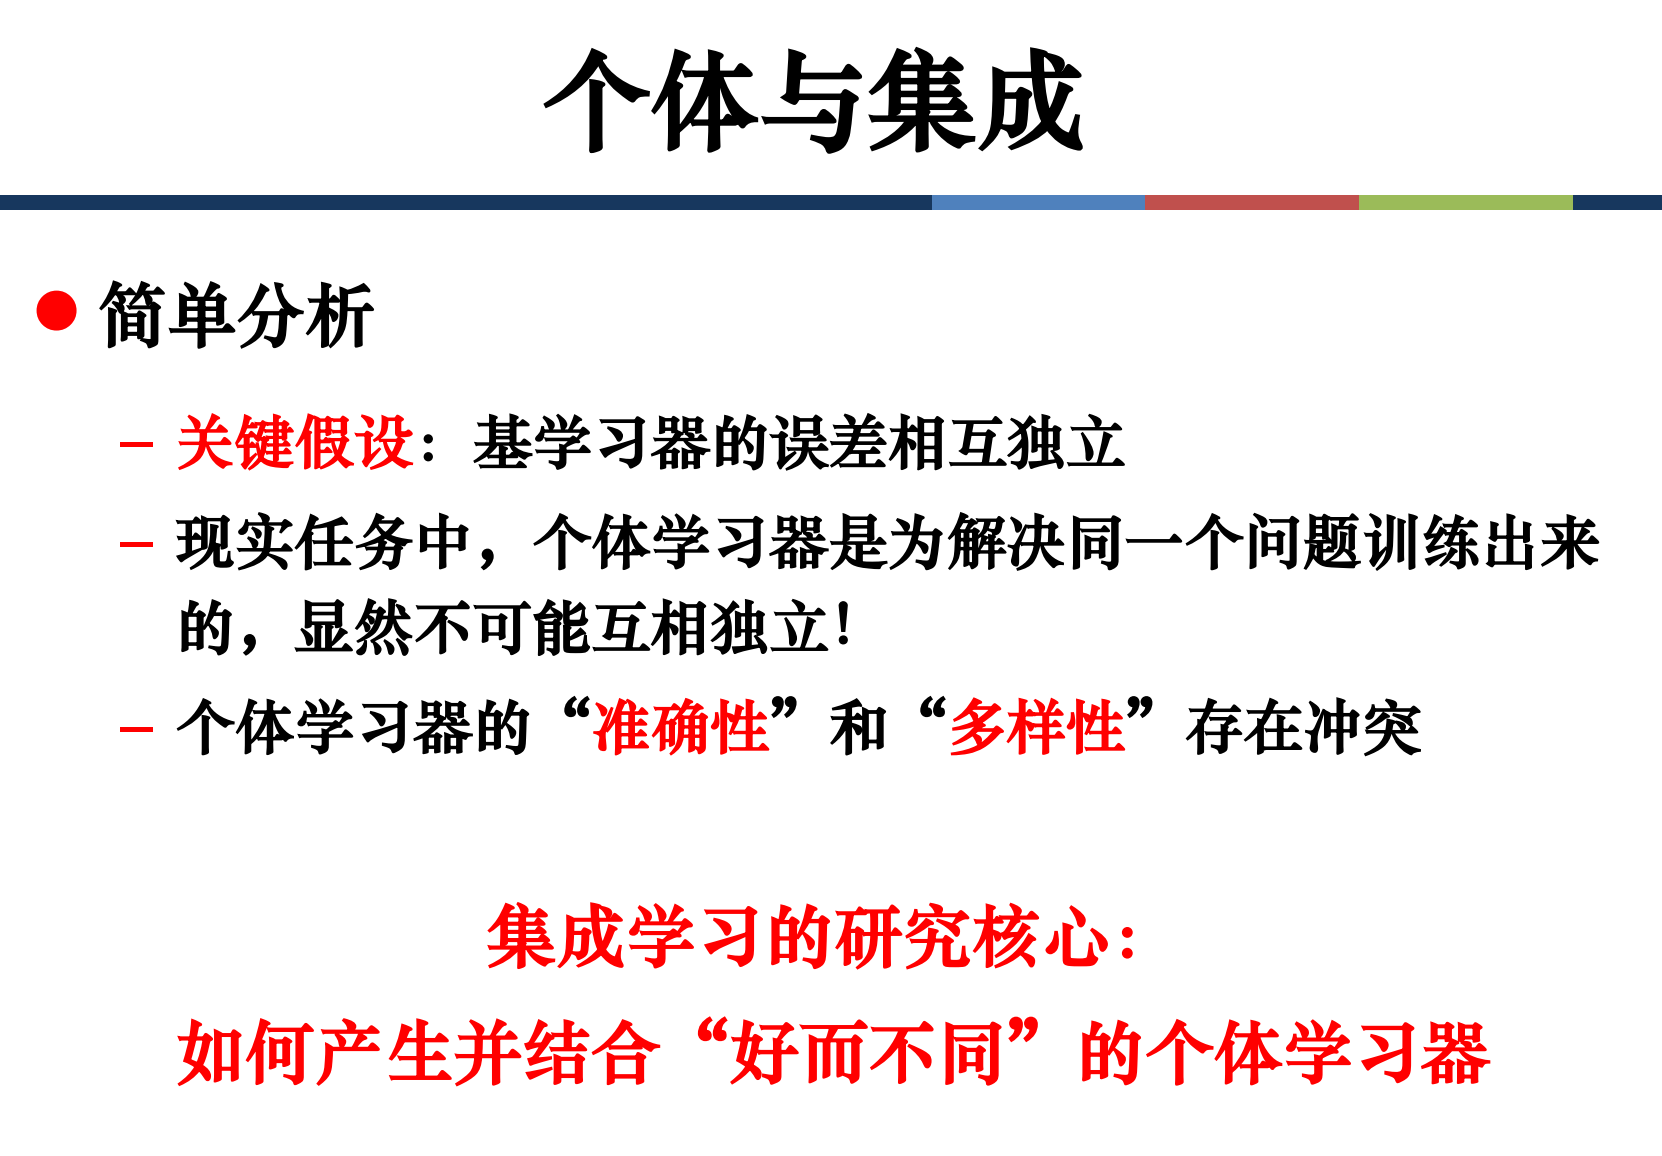 个体与集成
简单分析
– 关键假设：基学习器的误差相互独立
– 现实任务中，个体学习器是为解决同一个问题训练出来
的，显然不可能互相独立！
– 个体学习器的“准确性”和“多样性”存在冲突
集成学习的研究核心：
如何产生并结合“好而不同”的个体学习器